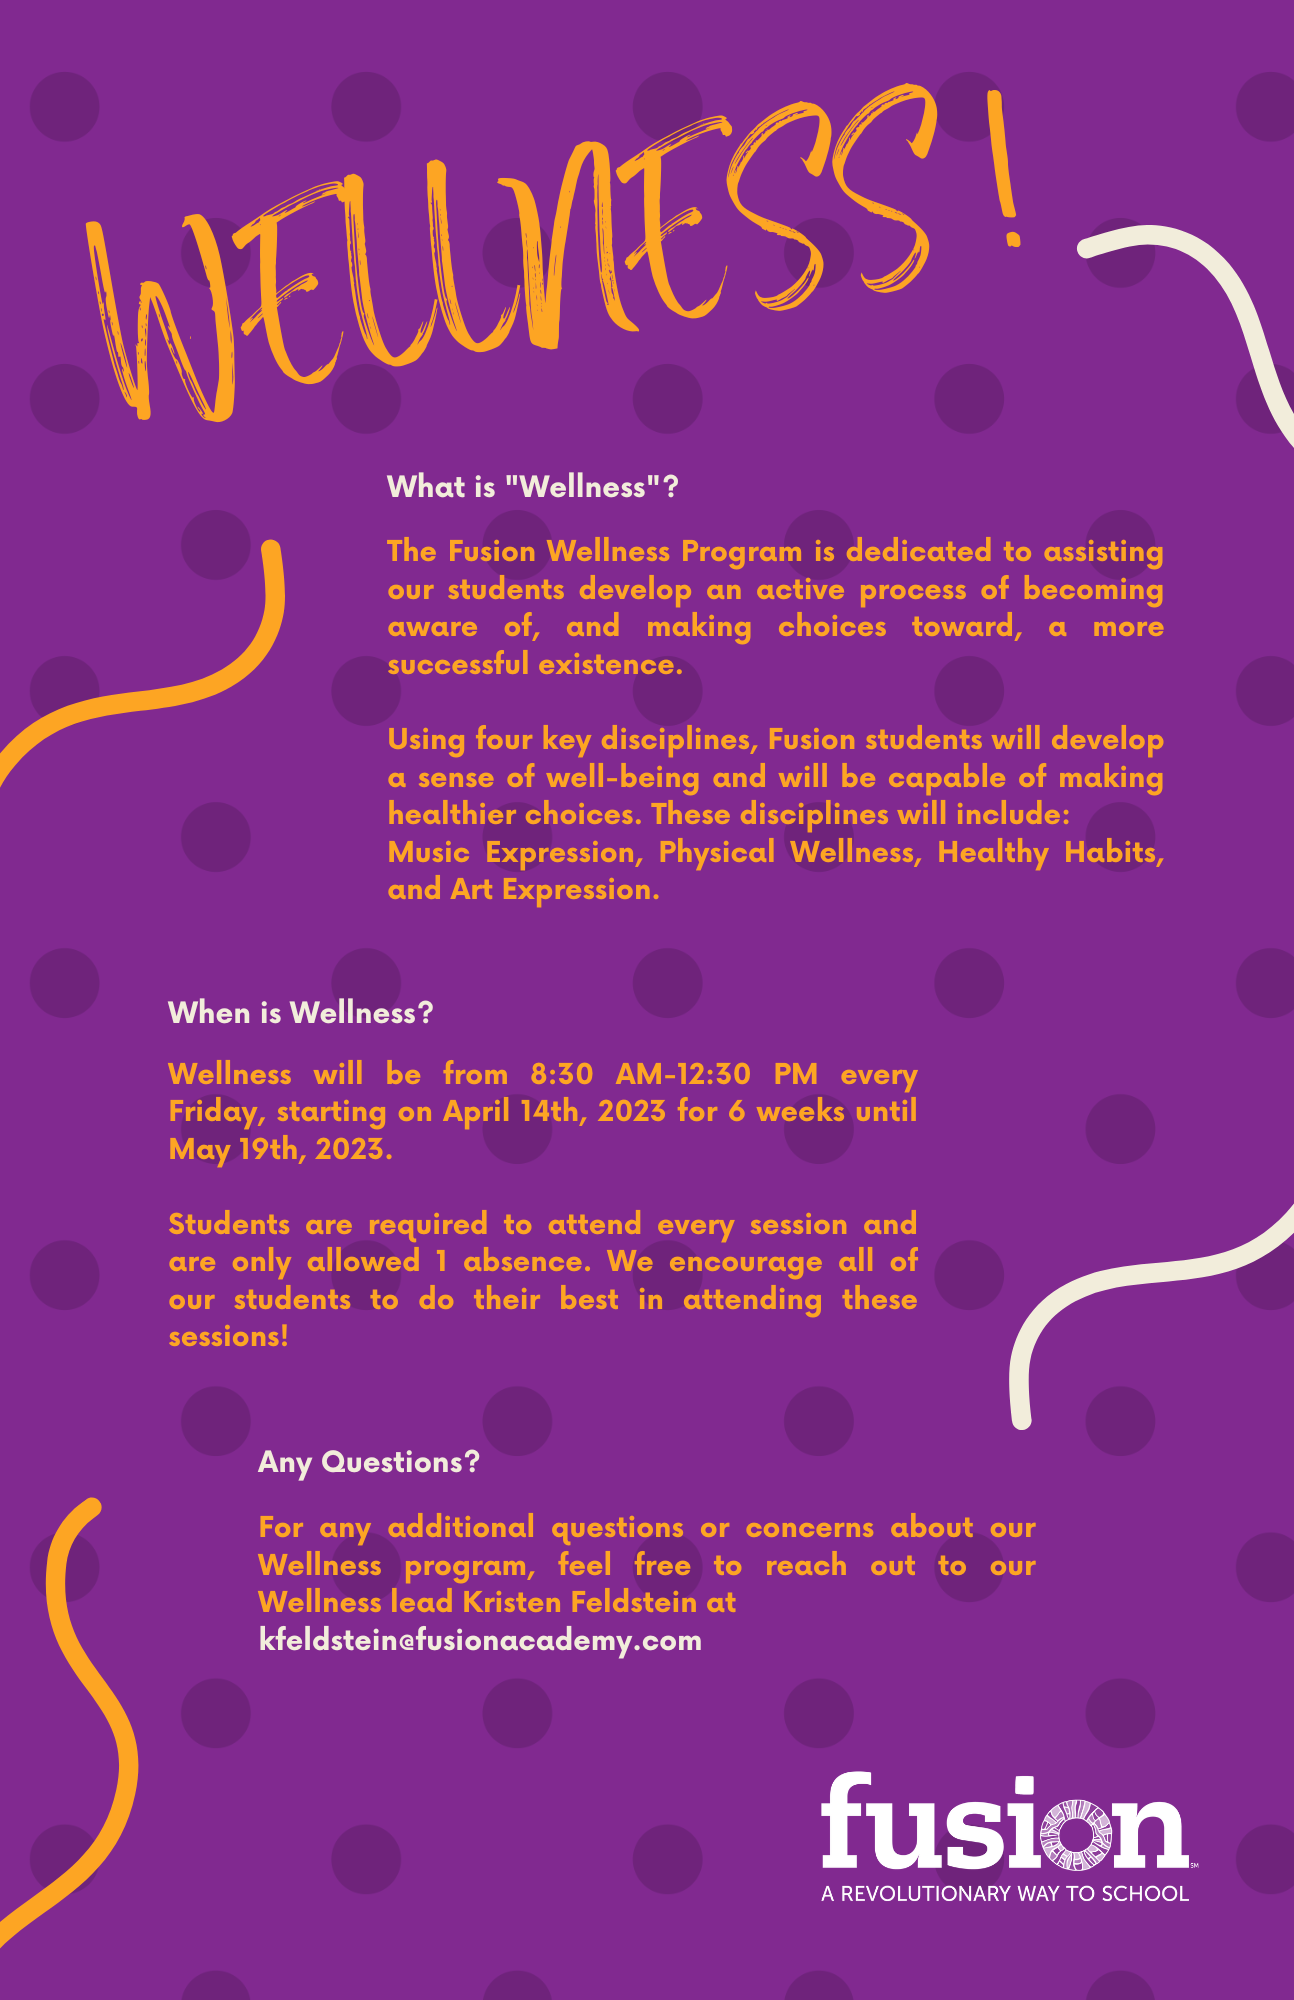 WELLNESS!
What is "Wellness"?
The Fusion Wellness Program is dedicated to assisting
our students develop an active process of becoming
aware of, and making choices toward, a more
successful existence.
Using four key disciplines, Fusion students will develop
a sense of well-being and will be capable of making
healthier choices. These disciplines will include:
Music Expression, Physical Wellness, Healthy Habits,
and Art Expression.
When is Wellness?
Wellness will be from 8:30 AM-12:30 PM every
Friday, starting on April 14th, 2023 for 6 weeks until
May 19th, 2023.
Students are required to attend every session and
are only allowed 1 absence. We encourage all of
our students to do their best in attending these
sessions!
Any Questions?
For any additional questions or concerns about our
Wellness program, feel free to reach out to our
Wellness lead Kristen Feldstein at
kfeldstein@fusionacademy.com
fusion℠
A REVOLUTIONARY WAY TO SCHOOL